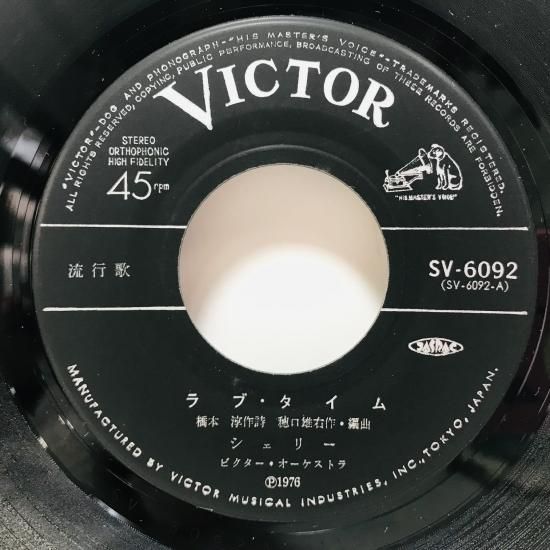 "VICTOR"-DOG AND PHONOGRAPH-"HIS MASTER'S VOICE"-TRADEMARKS REGISTERED.
ALL RIGHTS RESERVED, COPYING, PUBLIC PERFORMANCE, BROADCASTING OF THESE RECORDS ARE FORBIDDEN.
VICTOR
STEREO
ORTHOPHONIC
HIGH FIDELITY
45rpm
"HIS MASTER'S VOICE"
流行歌
SV-6092
(SV-6092-A)
JASRAC
ラブ・タイム
橋本 淳作詩 穂口雄右作・編曲
シェリー
ビクター・オーケストラ
Ⓟ1976
MANUFACTURED BY VICTOR MUSICAL INDUSTRIES, INC., TOKYO, JAPAN.